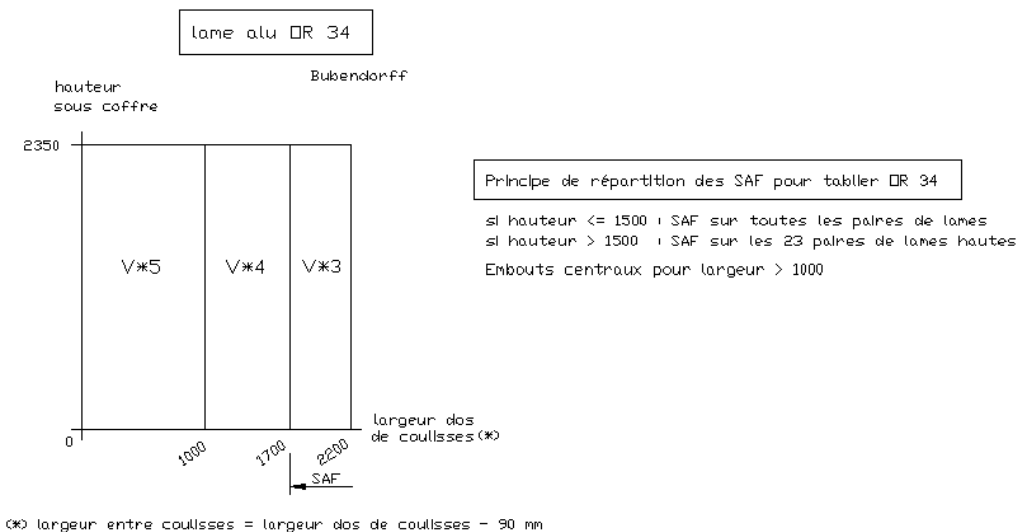 lame alu OR 34
Bubendorff
hauteur
sous coffre
2350
V*5
V*4
V*3
0
1000
1700
2200
SAF
largeur dos
de coulisses(*)
Principe de répartition des SAF pour tablier OR 34
si hauteur <= 1500 : SAF sur toutes les paires de lames
si hauteur > 1500 : SAF sur les 23 paires de lames hautes
Embouts centraux pour largeur > 1000
(*) largeur entre coulisses = largeur dos de coulisses - 90 mm